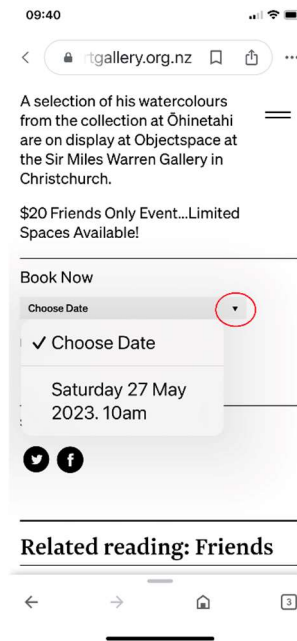 09:40
rtgallery.org.nz
A selection of his watercolours
from the collection at Ōhinetahi
are on display at Objectspace at
the Sir Miles Warren Gallery in
Christchurch.
$20 Friends Only Event...Limited
Spaces Available!
Book Now
Choose Date
✓ Choose Date
Saturday 27 May
2023. 10am
Related reading: Friends
3